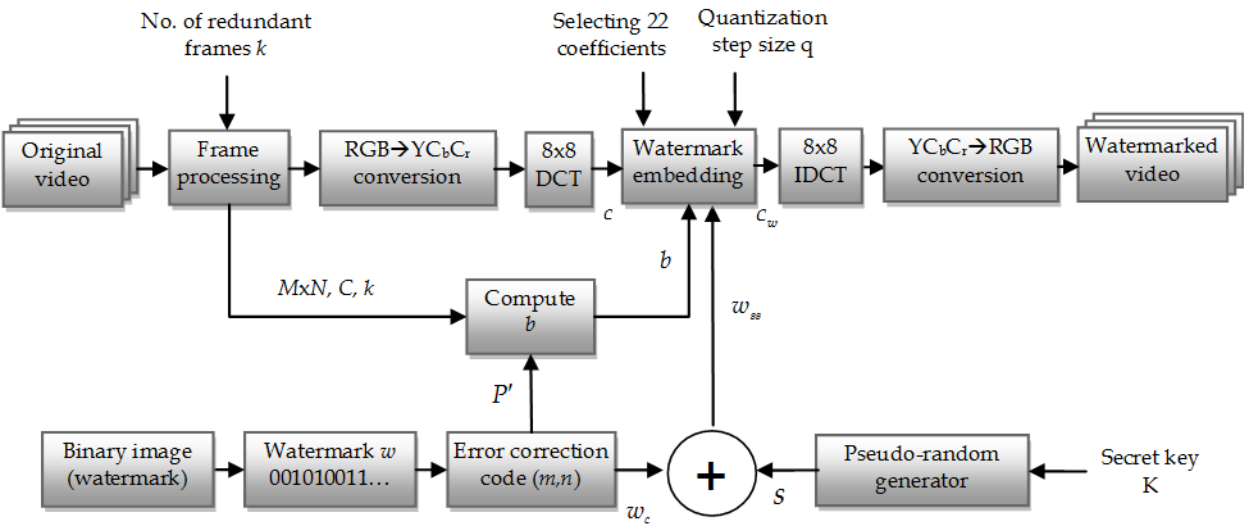 No. of redundant
frames k
Selecting 22
coefficients
Quantization
step size q
Original
video
Frame
processing
RGB→YCbCr
conversion
8x8
DCT
c
Watermark
embedding
cw
8x8
IDCT
YCbCr→RGB
conversion
Watermarked
video
MxN, C, k
Compute
b
b
wss
P'
Binary image
(watermark)
Watermark w
001010011…
Error correction
code (m,n)
wc
+
S
Pseudo-random
generator
Secret key
K